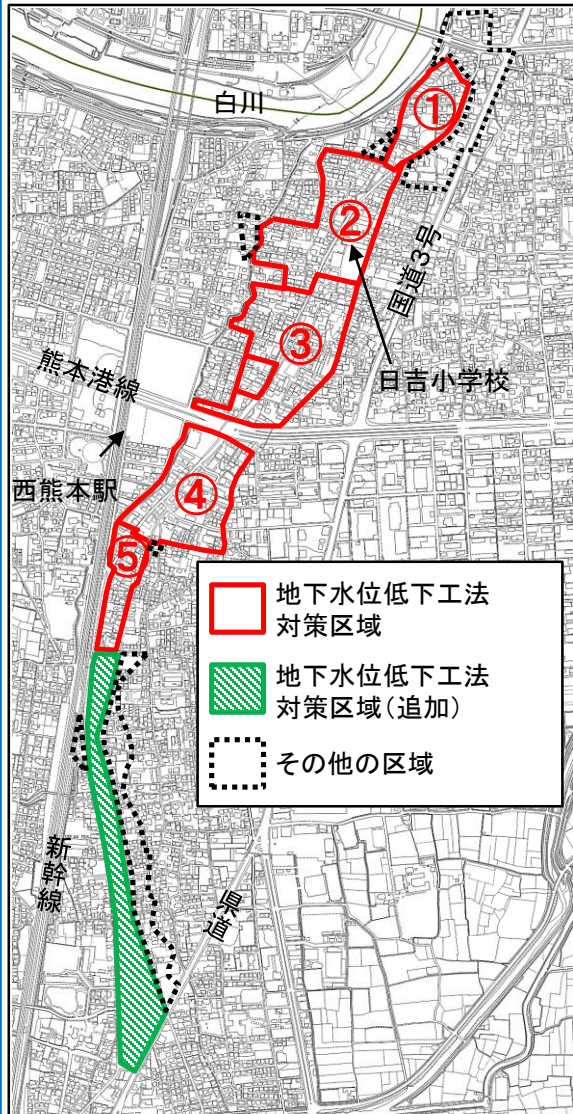 白川
①
②
国道3号
③
日吉小学校
熊本港線
西熊本駅
④
⑤
地下水位低下工法
対策区域
地下水位低下工法
対策区域(追加)
その他の区域
新幹線
県道